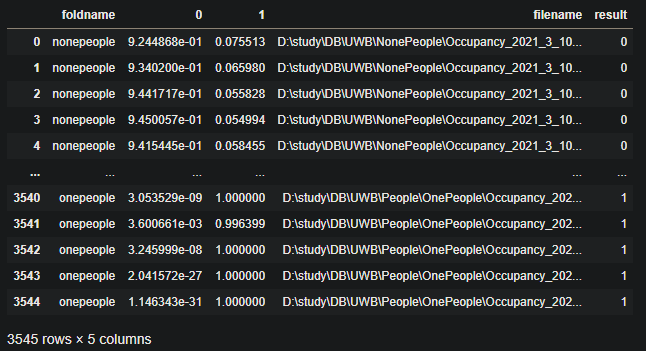 foldname 0 1 filename result
0 nonepeople 9.244868e-01 0.075513 D:\study\DB\UWB\NonePeople\Occupancy_2021_3_10... 0
1 nonepeople 9.340200e-01 0.065980 D:\study\DB\UWB\NonePeople\Occupancy_2021_3_10... 0
2 nonepeople 9.441717e-01 0.055828 D:\study\DB\UWB\NonePeople\Occupancy_2021_3_10... 0
3 nonepeople 9.450057e-01 0.054994 D:\study\DB\UWB\NonePeople\Occupancy_2021_3_10... 0
4 nonepeople 9.415445e-01 0.058455 D:\study\DB\UWB\NonePeople\Occupancy_2021_3_10... 0
... ... ... ... ... ...
3540 onepeople 3.053529e-09 1.000000 D:\study\DB\UWB\People\OnePeople\Occupancy_202... 1
3541 onepeople 3.600661e-03 0.996399 D:\study\DB\UWB\People\OnePeople\Occupancy_202... 1
3542 onepeople 3.245999e-08 1.000000 D:\study\DB\UWB\People\OnePeople\Occupancy_202... 1
3543 onepeople 2.041572e-27 1.000000 D:\study\DB\UWB\People\OnePeople\Occupancy_202... 1
3544 onepeople 1.146343e-31 1.000000 D:\study\DB\UWB\People\OnePeople\Occupancy_202... 1
3545 rows × 5 columns